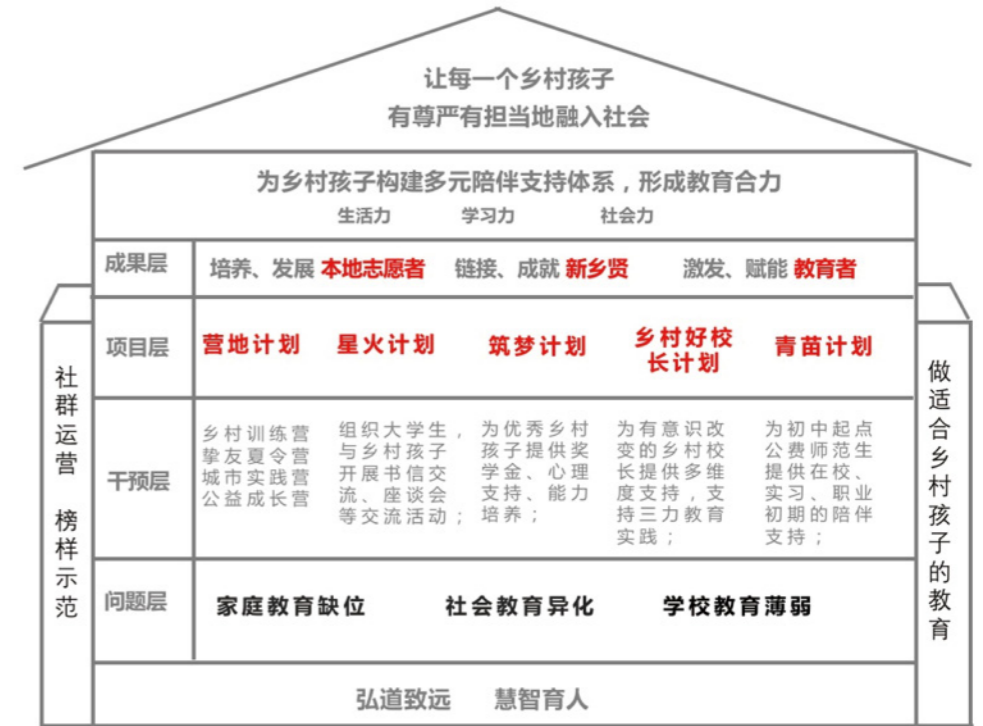 让每一个乡村孩子
有尊严有担当地融入社会
为乡村孩子构建多元陪伴支持体系，形成教育合力
生活力 学习力 社会力
成果层
培养、发展 本地志愿者 链接、成就 新乡贤 激发、赋能 教育者
项目层
营地计划
星火计划
筑梦计划
乡村好校
长计划
青苗计划
干预层
乡村训练营
挚友夏令营
城市实践营
公益成长营
组织大学生，
与乡村孩子
开展书信交
流、座谈会
等交流活动；
为优秀乡村
孩子提供奖
学金、心理
支持、能力
培养；
为有意识改
变的乡村校
长提供多维
度支持，支
持三力教育
实践；
为初中起点
公费师范生
提供在校、
实习、职业
初期的陪伴
支持；
问题层
家庭教育缺位 社会教育异化 学校教育薄弱
弘道致远 慧智育人
社群运营 榜样示范
做适合乡村孩子的教育